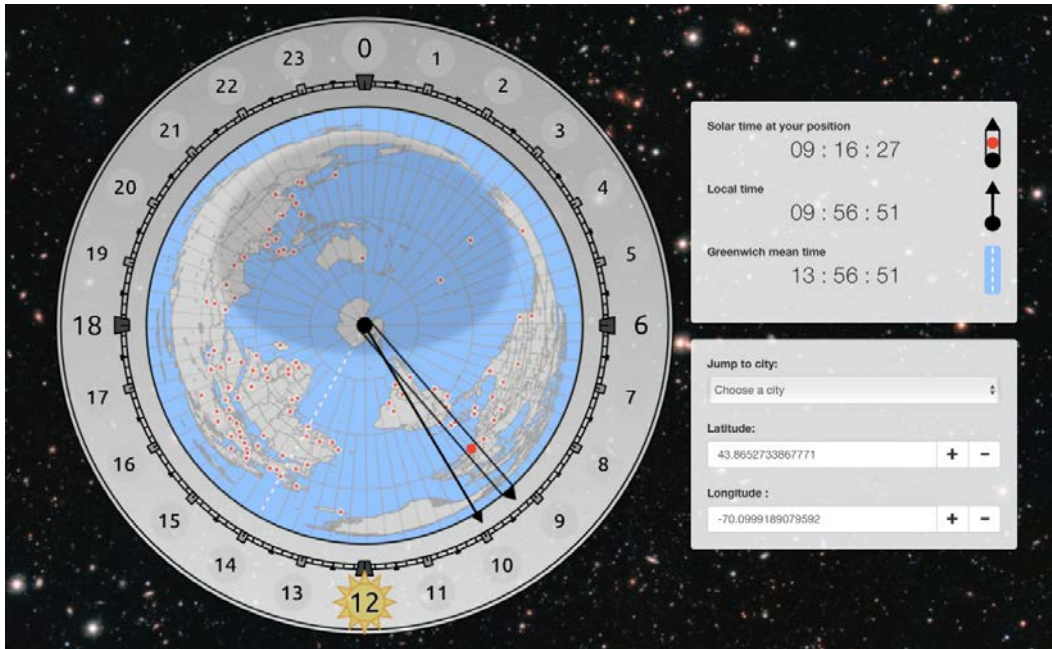 0
1
2
3
4
5
6
7
8
9
10
11
12
13
14
15
16
17
18
19
20
21
22
23
Solar time at your position
09 : 16 : 27
Local time
09 : 56 : 51
Greenwich mean time
13 : 56 : 51
Jump to city:
Choose a city
Latitude:
43.8652733867771
+ −
Longitude :
-70.0999189079592
+ −